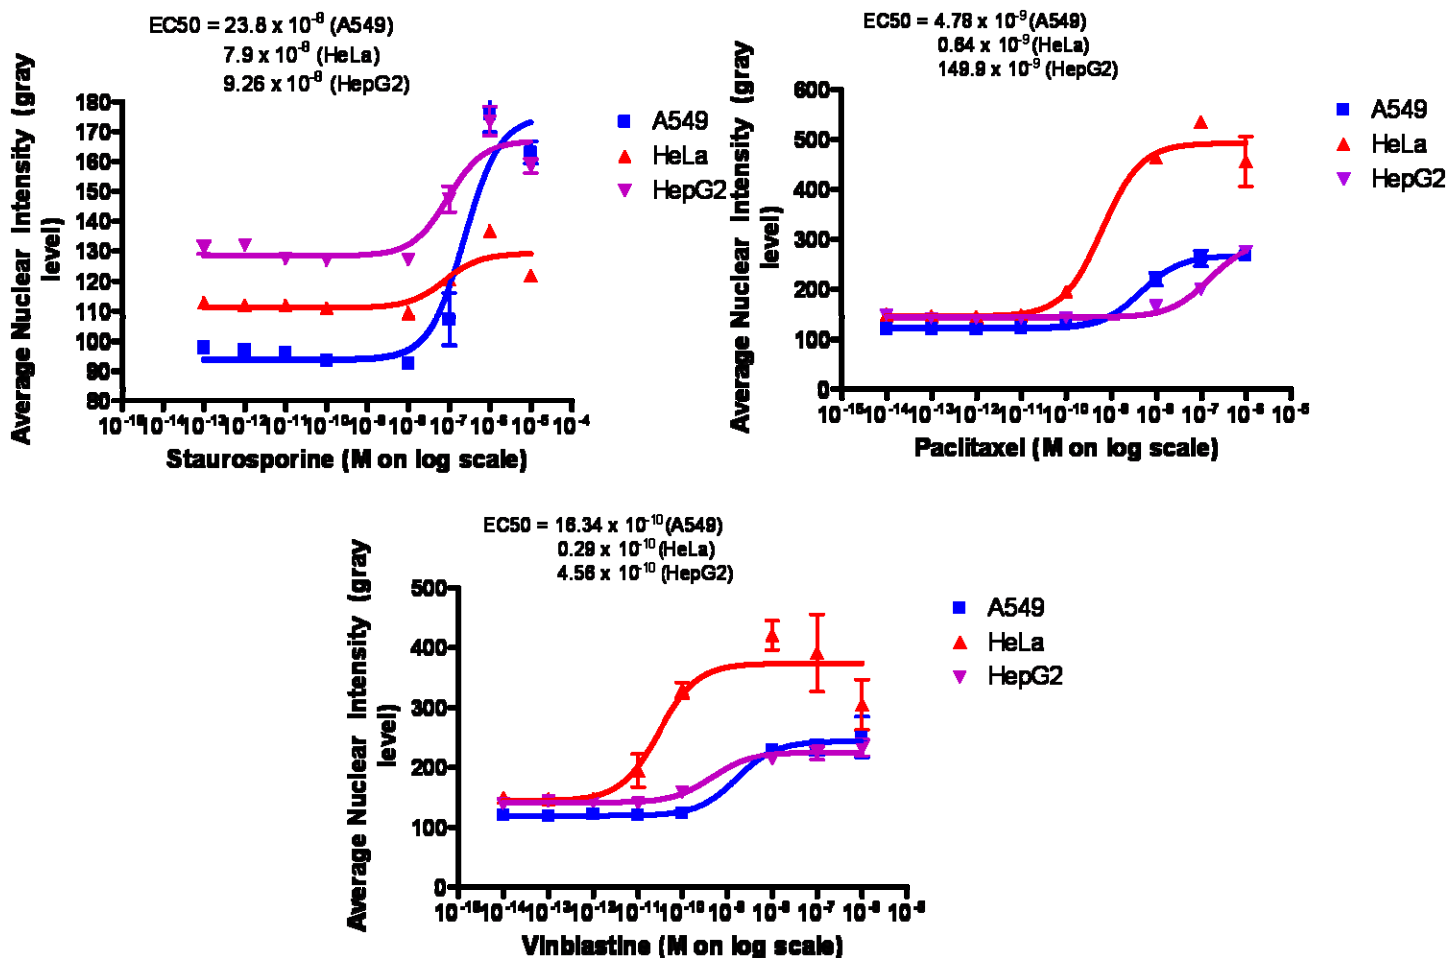 EC50 = 23.8 x 10⁻⁸ (A549)
7.9 x 10⁻⁸ (HeLa)
9.26 x 10⁻⁸ (HepG2)
Average Nuclear Intensity (gray
level)
180
170
160
150
140
130
120
110
100
90
80
10⁻¹⁵ 10⁻¹⁴ 10⁻¹³ 10⁻¹² 10⁻¹¹ 10⁻¹⁰ 10⁻⁹ 10⁻⁸ 10⁻⁷ 10⁻⁶ 10⁻⁵ 10⁻⁴
Staurosporine (M on log scale)
A549
HeLa
HepG2
EC50 = 4.78 x 10⁻⁹ (A549)
0.64 x 10⁻⁹ (HeLa)
149.9 x 10⁻⁹ (HepG2)
Average Nuclear Intensity (gray
level)
600
500
400
300
200
100
0
10⁻¹⁵ 10⁻¹⁴ 10⁻¹³ 10⁻¹² 10⁻¹¹ 10⁻¹⁰ 10⁻⁹ 10⁻⁸ 10⁻⁷ 10⁻⁶ 10⁻⁵
Paclitaxel (M on log scale)
A549
HeLa
HepG2
EC50 = 16.34 x 10⁻¹⁰ (A549)
0.29 x 10⁻¹⁰ (HeLa)
4.56 x 10⁻¹⁰ (HepG2)
Average Nuclear Intensity (gray
level)
500
400
300
200
100
0
10⁻¹⁵ 10⁻¹⁴ 10⁻¹³ 10⁻¹² 10⁻¹¹ 10⁻¹⁰ 10⁻⁹ 10⁻⁸ 10⁻⁷ 10⁻⁶ 10⁻⁵
Vinblastine (M on log scale)
A549
HeLa
HepG2